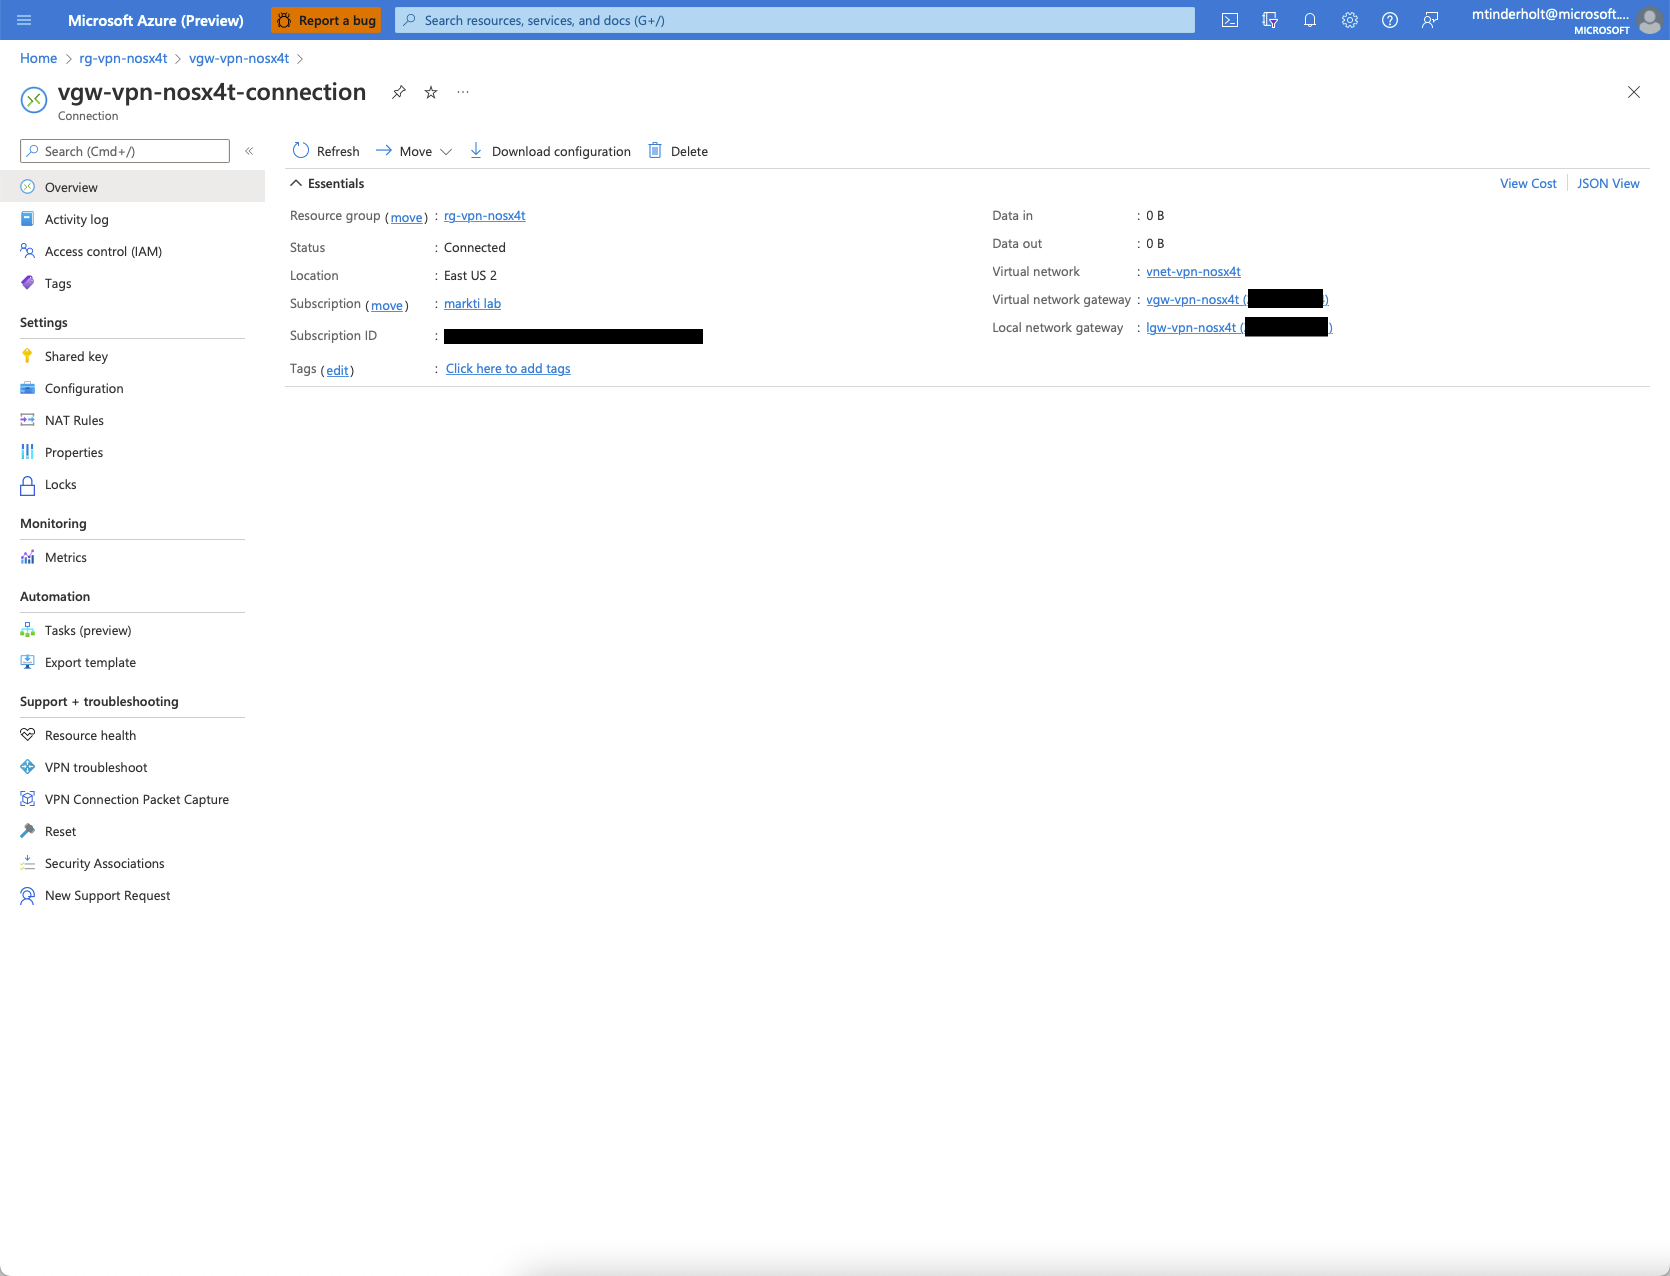 Microsoft Azure (Preview)
Report a bug
Search resources, services, and docs (G+/)
mtinderholt@microsoft....
MICROSOFT
Home > rg-vpn-nosx4t > vgw-vpn-nosx4t >
vgw-vpn-nosx4t-connection
...
Connection
Search (Cmd+/)
«
Refresh
Move
Download configuration
Delete
Overview
Activity log
Access control (IAM)
Tags
Settings
Shared key
Configuration
NAT Rules
Properties
Locks
Monitoring
Metrics
Automation
Tasks (preview)
Export template
Support + troubleshooting
Resource health
VPN troubleshoot
VPN Connection Packet Capture
Reset
Security Associations
New Support Request
Essentials
View Cost
JSON View
Resource group (move) : rg-vpn-nosx4t
Status : Connected
Location : East US 2
Subscription (move) : markti lab
Subscription ID :
Tags (edit) : Click here to add tags
Data in : 0 B
Data out : 0 B
Virtual network : vnet-vpn-nosx4t
Virtual network gateway : vgw-vpn-nosx4t ( )
Local network gateway : lgw-vpn-nosx4t ( )